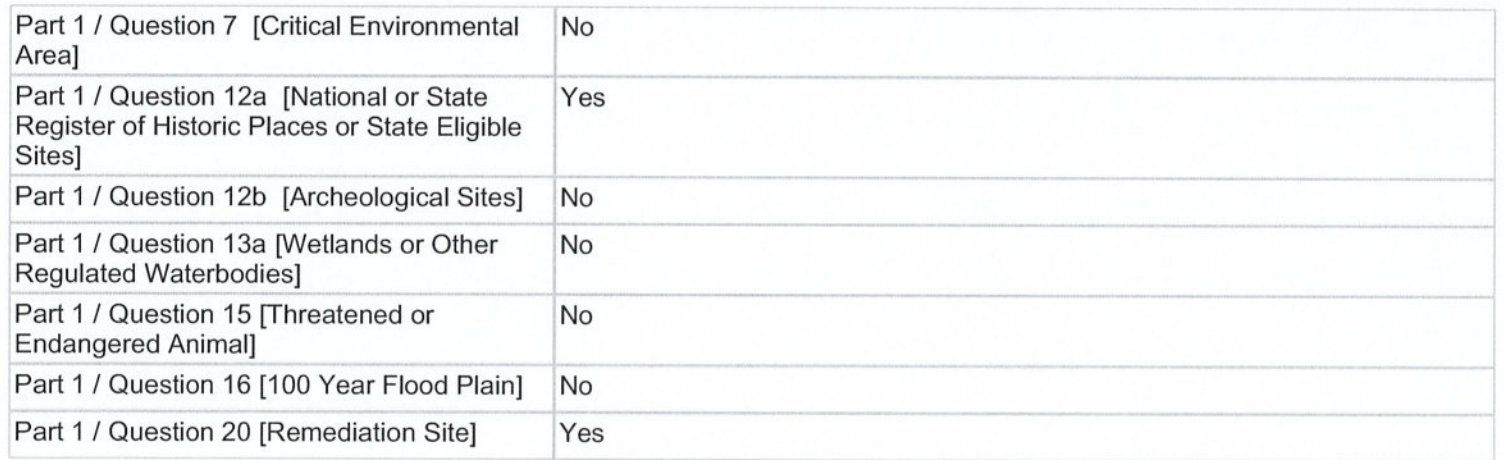 Part 1 / Question 7 [Critical Environmental Area] No
Part 1 / Question 12a [National or State Register of Historic Places or State Eligible Sites] Yes
Part 1 / Question 12b [Archeological Sites] No
Part 1 / Question 13a [Wetlands or Other Regulated Waterbodies] No
Part 1 / Question 15 [Threatened or Endangered Animal] No
Part 1 / Question 16 [100 Year Flood Plain] No
Part 1 / Question 20 [Remediation Site] Yes